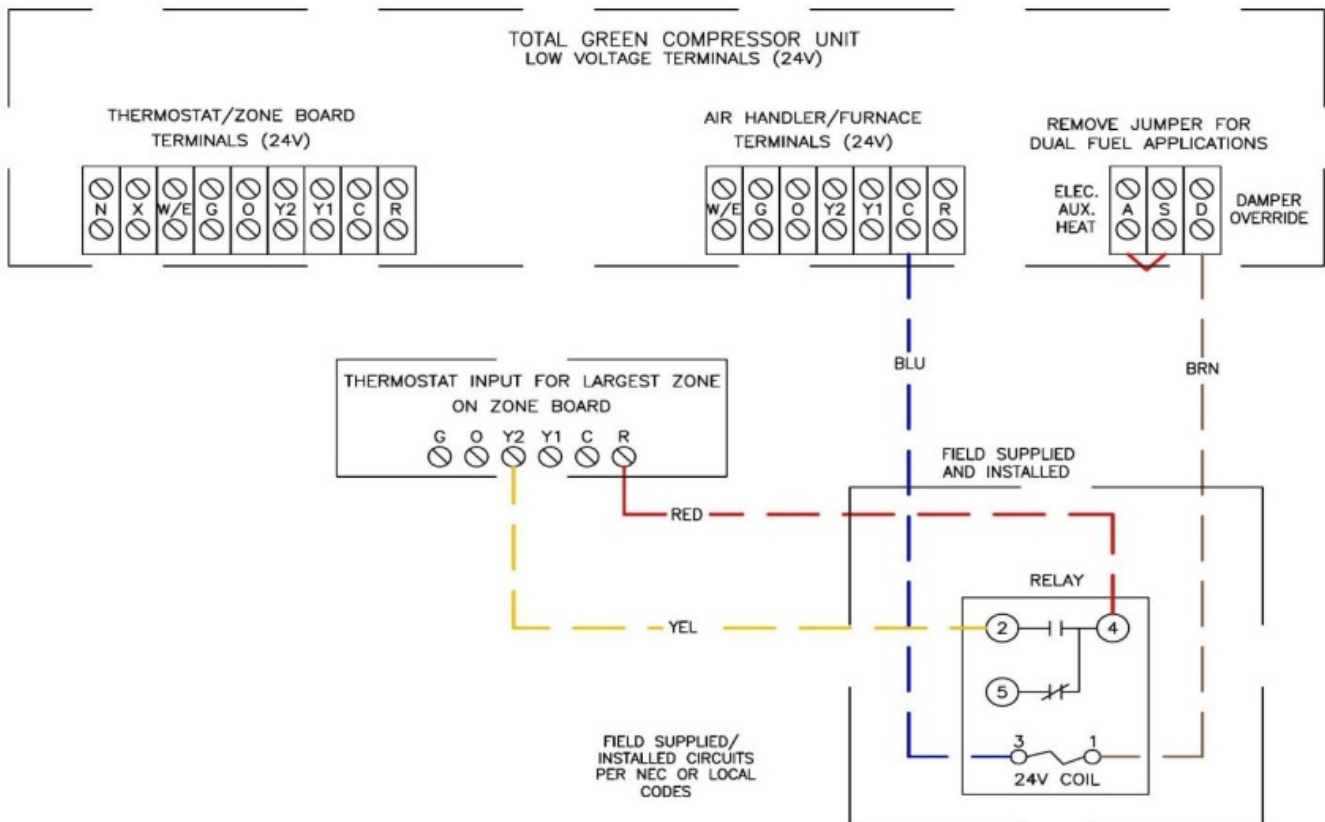 TOTAL GREEN COMPRESSOR UNIT
LOW VOLTAGE TERMINALS (24V)
THERMOSTAT/ZONE BOARD
TERMINALS (24V)
N X W/E G O Y2 Y1 C R
AIR HANDLER/FURNACE
TERMINALS (24V)
W/E G O Y2 Y1 C R
REMOVE JUMPER FOR
DUAL FUEL APPLICATIONS
ELEC.
AUX.
HEAT
A S D
DAMPER
OVERRIDE
BLU
BRN
THERMOSTAT INPUT FOR LARGEST ZONE
ON ZONE BOARD
G O Y2 Y1 C R
FIELD SUPPLIED
AND INSTALLED
RED
RELAY
YEL
2 4
5
3 1
24V COIL
FIELD SUPPLIED/
INSTALLED CIRCUITS
PER NEC OR LOCAL
CODES